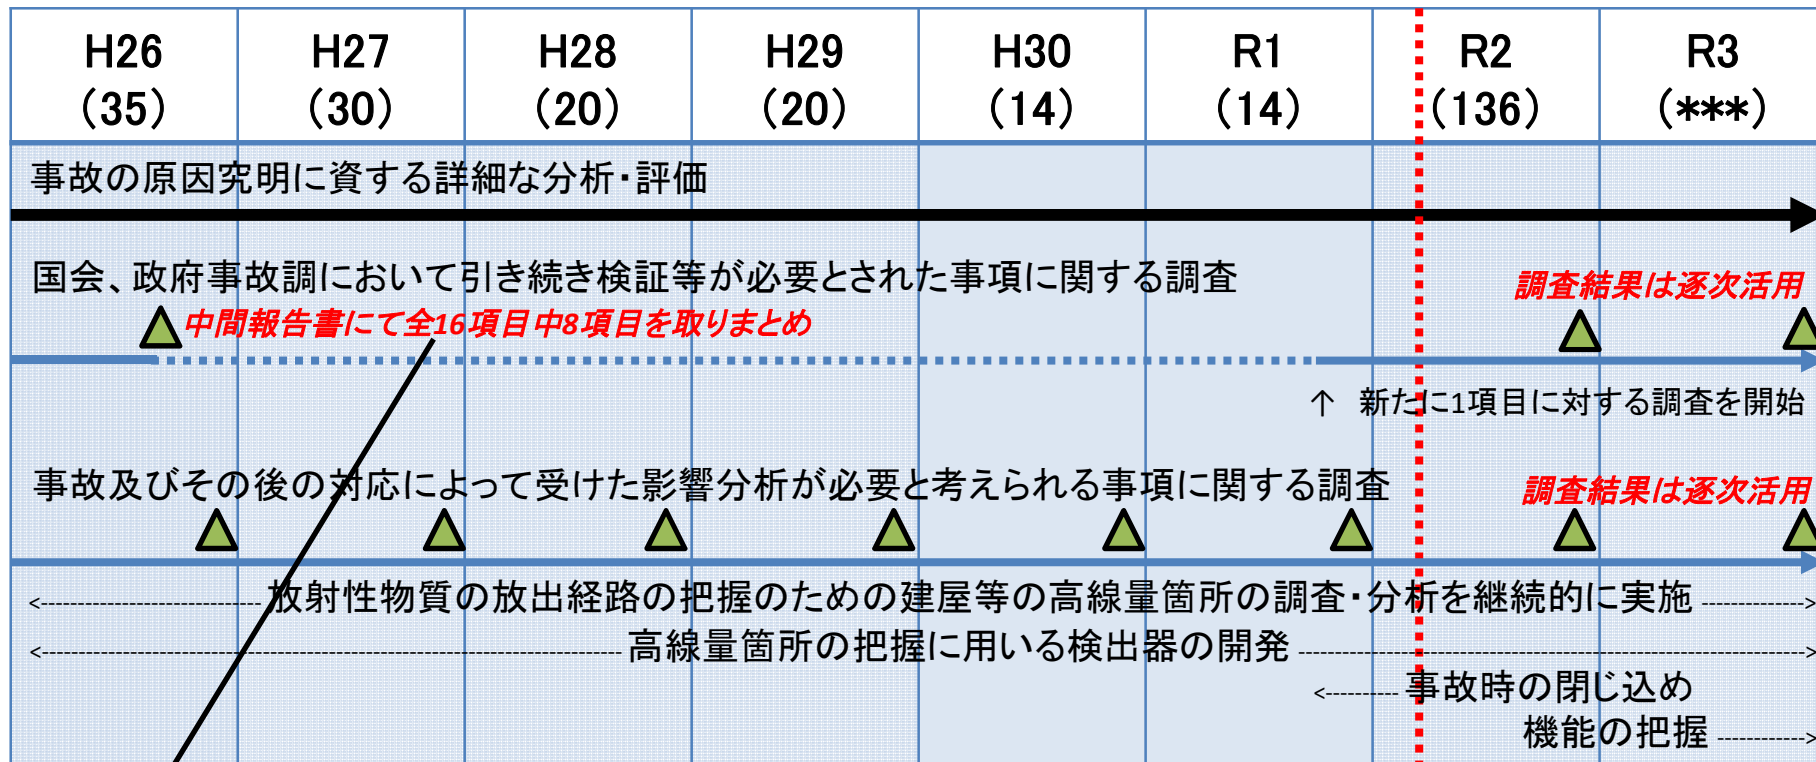 H26 H27 H28 H29 H30 R1 R2 R3
(35) (30) (20) (20) (14) (14) (136) (***)
事故の原因究明に資する詳細な分析・評価
国会、政府事故調において引き続き検証等が必要とされた事項に関する調査
調査結果は逐次活用
中間報告書にて全16項目中8項目を取りまとめ
↑ 新たに1項目に対する調査を開始
事故及びその後の対応によって受けた影響分析が必要と考えられる事項に関する調査
調査結果は逐次活用
放射性物質の放出経路の把握のための建屋等の高線量箇所の調査・分析を継続的に実施
高線量箇所の把握に用いる検出器の開発
事故時の閉じ込め
機能の把握